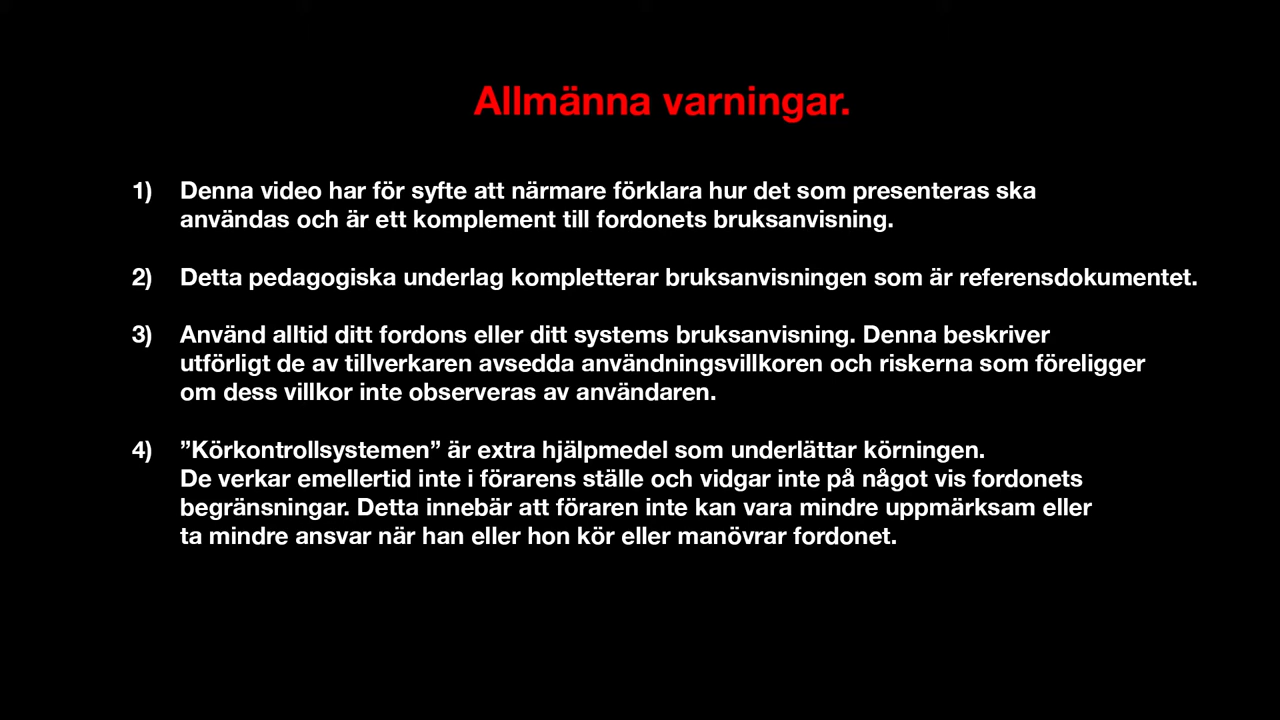 Allmänna varningar.
1) Denna video har för syfte att närmare förklara hur det som presenteras ska
användas och är ett komplement till fordonets bruksanvisning.
2) Detta pedagogiska underlag kompletterar bruksanvisningen som är referensdokumentet.
3) Använd alltid ditt fordons eller ditt systems bruksanvisning. Denna beskriver
utförligt de av tillverkaren avsedda användningsvillkoren och riskerna som föreligger
om dess villkor inte observeras av användaren.
4) ”Körkontrollsystemen” är extra hjälpmedel som underlättar körningen.
De verkar emellertid inte i förarens ställe och vidgar inte på något vis fordonets
begränsningar. Detta innebär att föraren inte kan vara mindre uppmärksam eller
ta mindre ansvar när han eller hon kör eller manövrar fordonet.